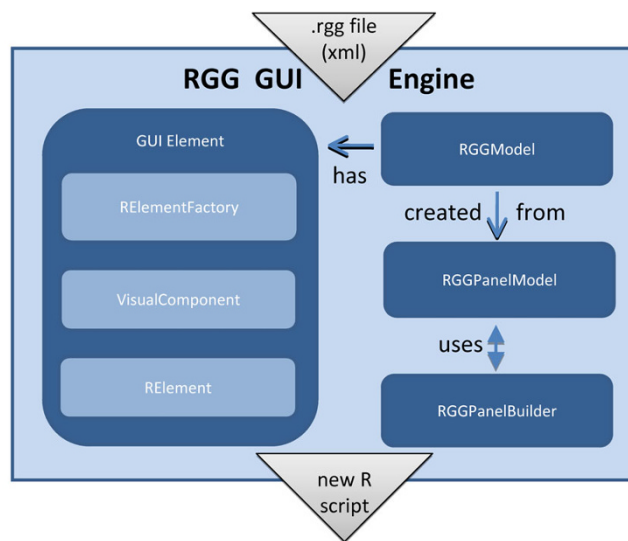 .rgg file
(xml)
RGG GUI Engine
GUI Element
RElementFactory
VisualComponent
RElement
has
RGGModel
created from
RGGPanelModel
uses
RGGPanelBuilder
new R
script